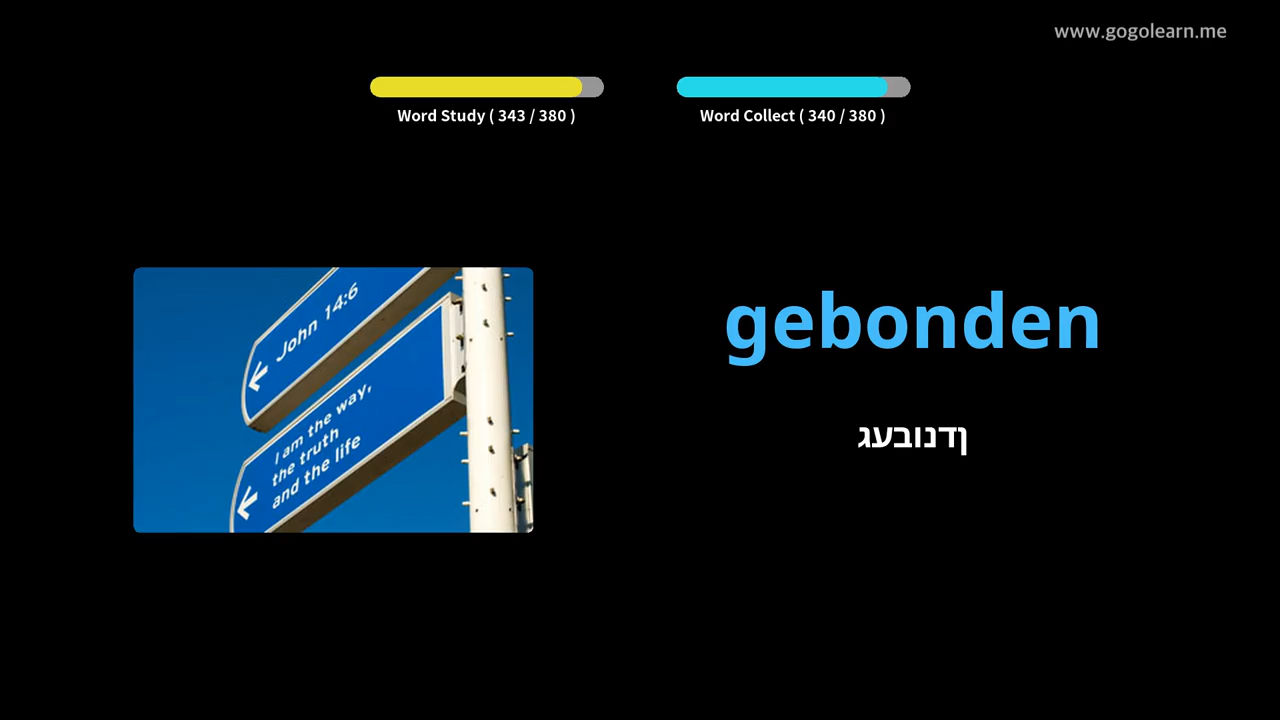 www.gogolearn.me
Word Study ( 343 / 380 )
Word Collect ( 340 / 380 )
John 14:6
I am the way,
the truth
and the life
gebonden
ןדנובעג